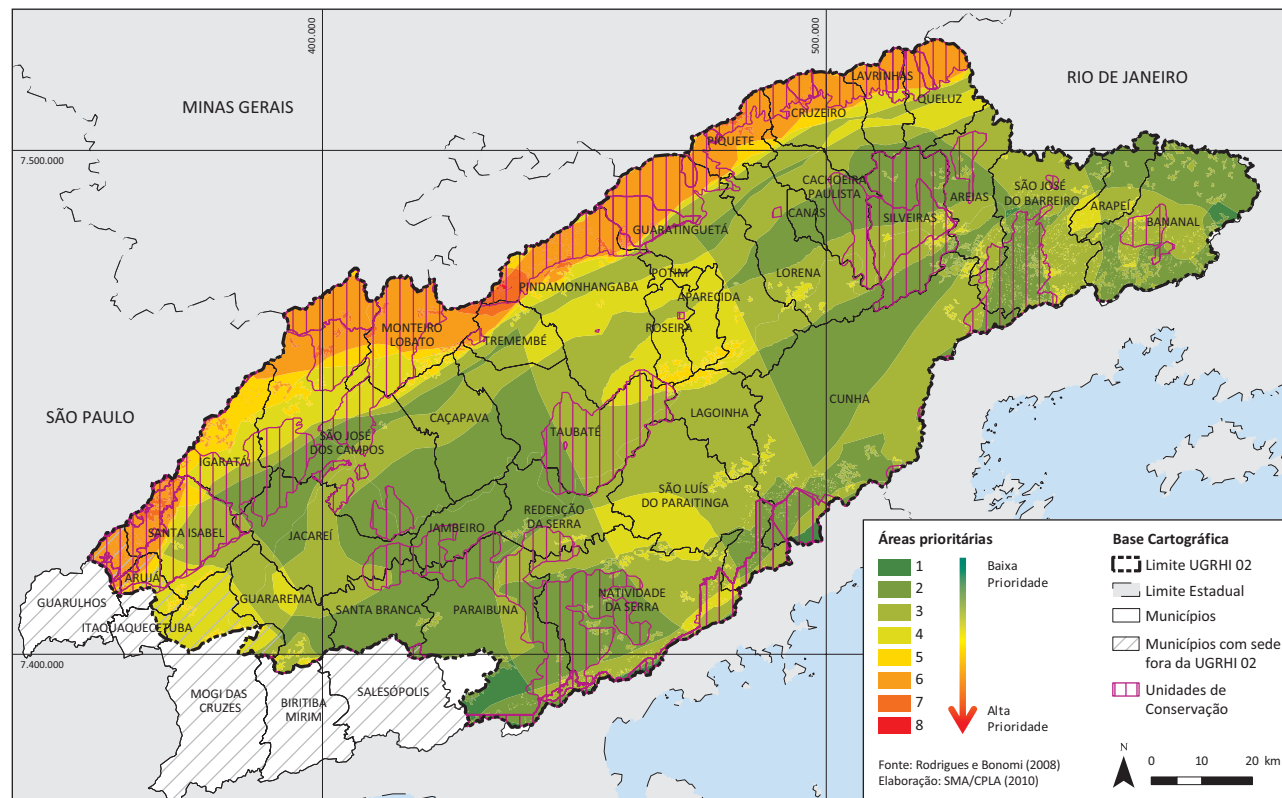 400.000
500.000
MINAS GERAIS
RIO DE JANEIRO
LAVRINHAS
QUELUZ
CRUZEIRO
7.500.000
PIQUETE
CACHOEIRA
PAULISTA
CANAS
SILVEIRAS
AREIAS
SÃO JOSÉ
DO BARREIRO
ARAPEÍ
BANANAL
GUARATINGUETÁ
LORENA
POTIM
PINDAMONHANGABA
APARECIDA
ROSEIRA
MONTEIRO
LOBATO
TREMEMBÉ
SÃO PAULO
CAÇAPAVA
TAUBATÉ
LAGOINHA
CUNHA
SÃO JOSÉ
DOS CAMPOS
IGARATÁ
SÃO LUÍS
DO PARAITINGA
REDENÇÃO
DA SERRA
SANTA ISABEL
JACAREÍ
JAMBEIRO
ARUJÁ
GUARULHOS
GUARAREMA
SANTA BRANCA
PARAIBUNA
NATIVIDADE
DA SERRA
ITAQUAQUECETUBA
7.400.000
MOGI DAS
CRUZES
BIRITIBA
MIRIM
SALESÓPOLIS
Áreas prioritárias
1
2
3
4
5
6
7
8
Baixa
Prioridade
Alta
Prioridade
Fonte: Rodrigues e Bonomi (2008)
Elaboração: SMA/CPLA (2010)
Base Cartográfica
Limite UGRHI 02
Limite Estadual
Municípios
Municípios com sede
fora da UGRHI 02
Unidades de
Conservação
N
0 10 20 km